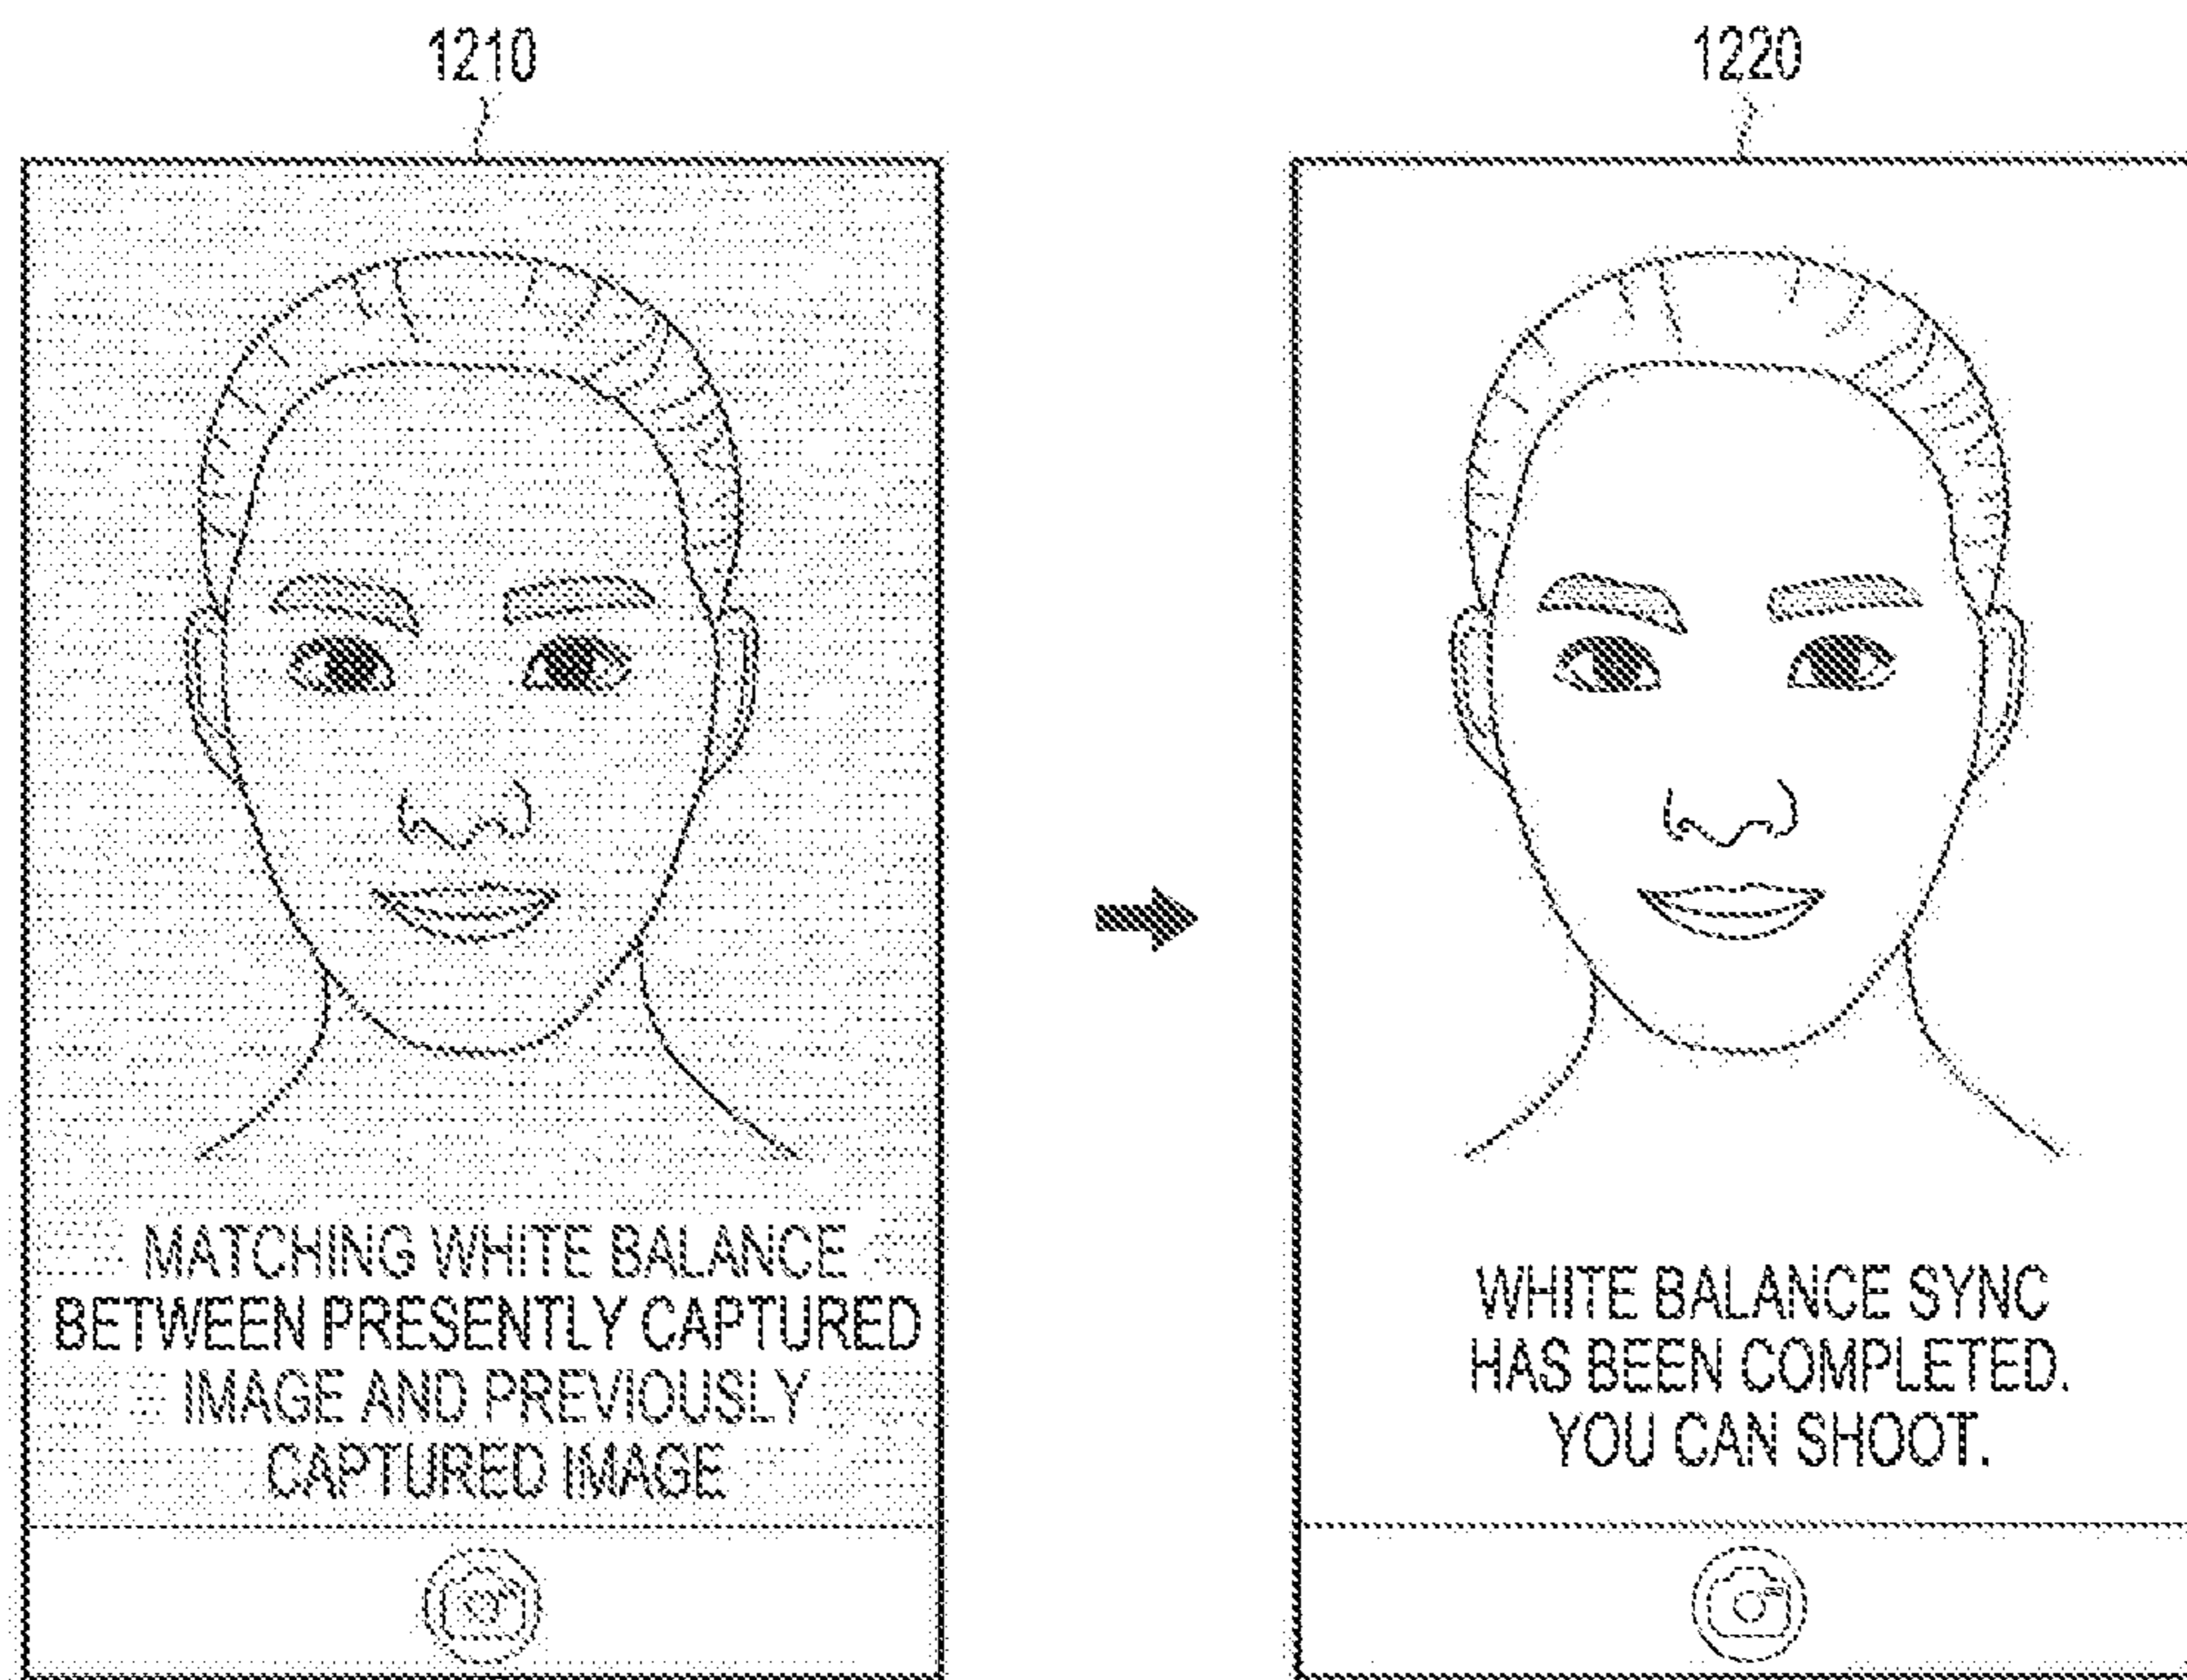 1210
1220
MATCHING WHITE BALANCE
BETWEEN PRESENTLY CAPTURED
IMAGE AND PREVIOUSLY
CAPTURED IMAGE
WHITE BALANCE SYNC
HAS BEEN COMPLETED.
YOU CAN SHOOT.